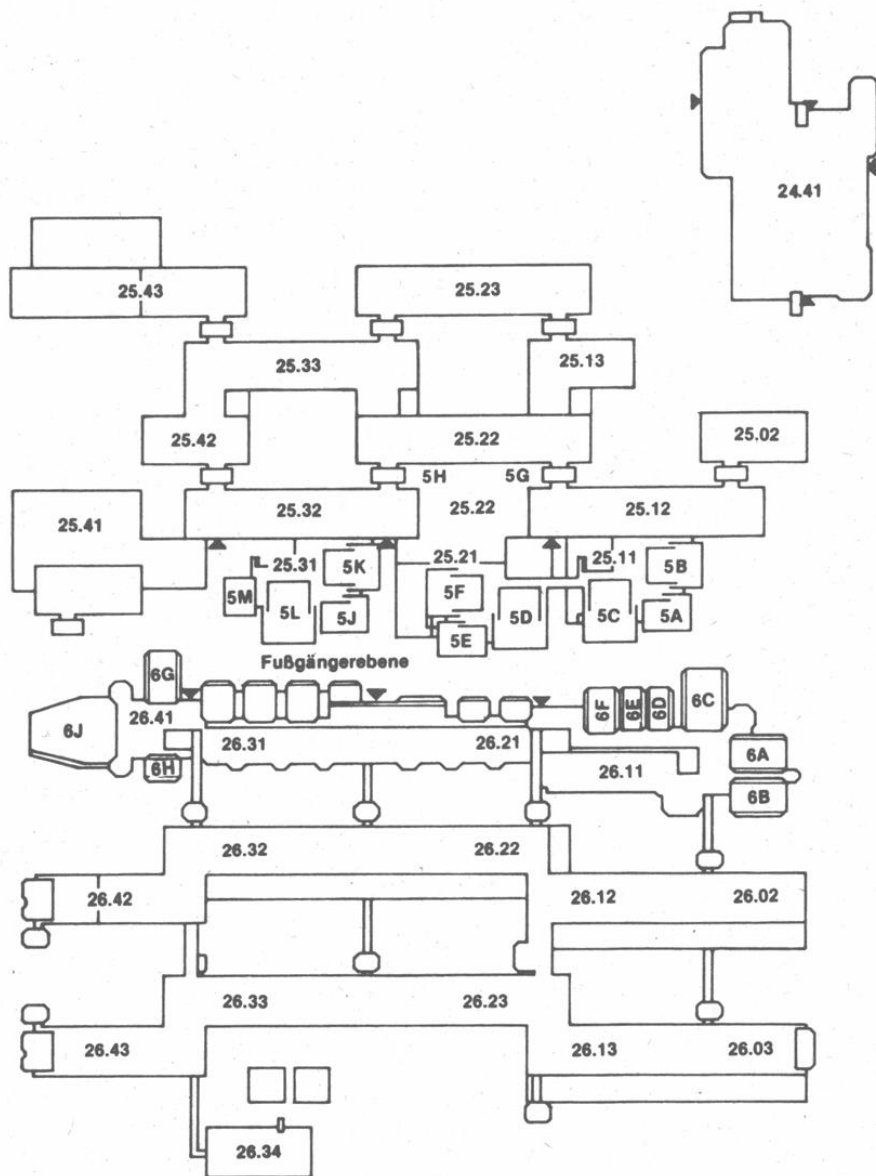 24.41
25.43
25.23
25.33
25.13
25.42
25.22
25.02
5H
5G
25.41
25.32
25.22
25.12
25.31
5K
25.21
25.11
5B
5M
5L
5J
5F
5E
5D
5C
5A
Fußgängerebene
6G
6J
26.41
6H
26.31
26.21
6F
6E
6D
6C
26.11
6A
6B
26.32
26.22
26.42
26.12
26.02
26.33
26.23
26.43
26.13
26.03
26.34